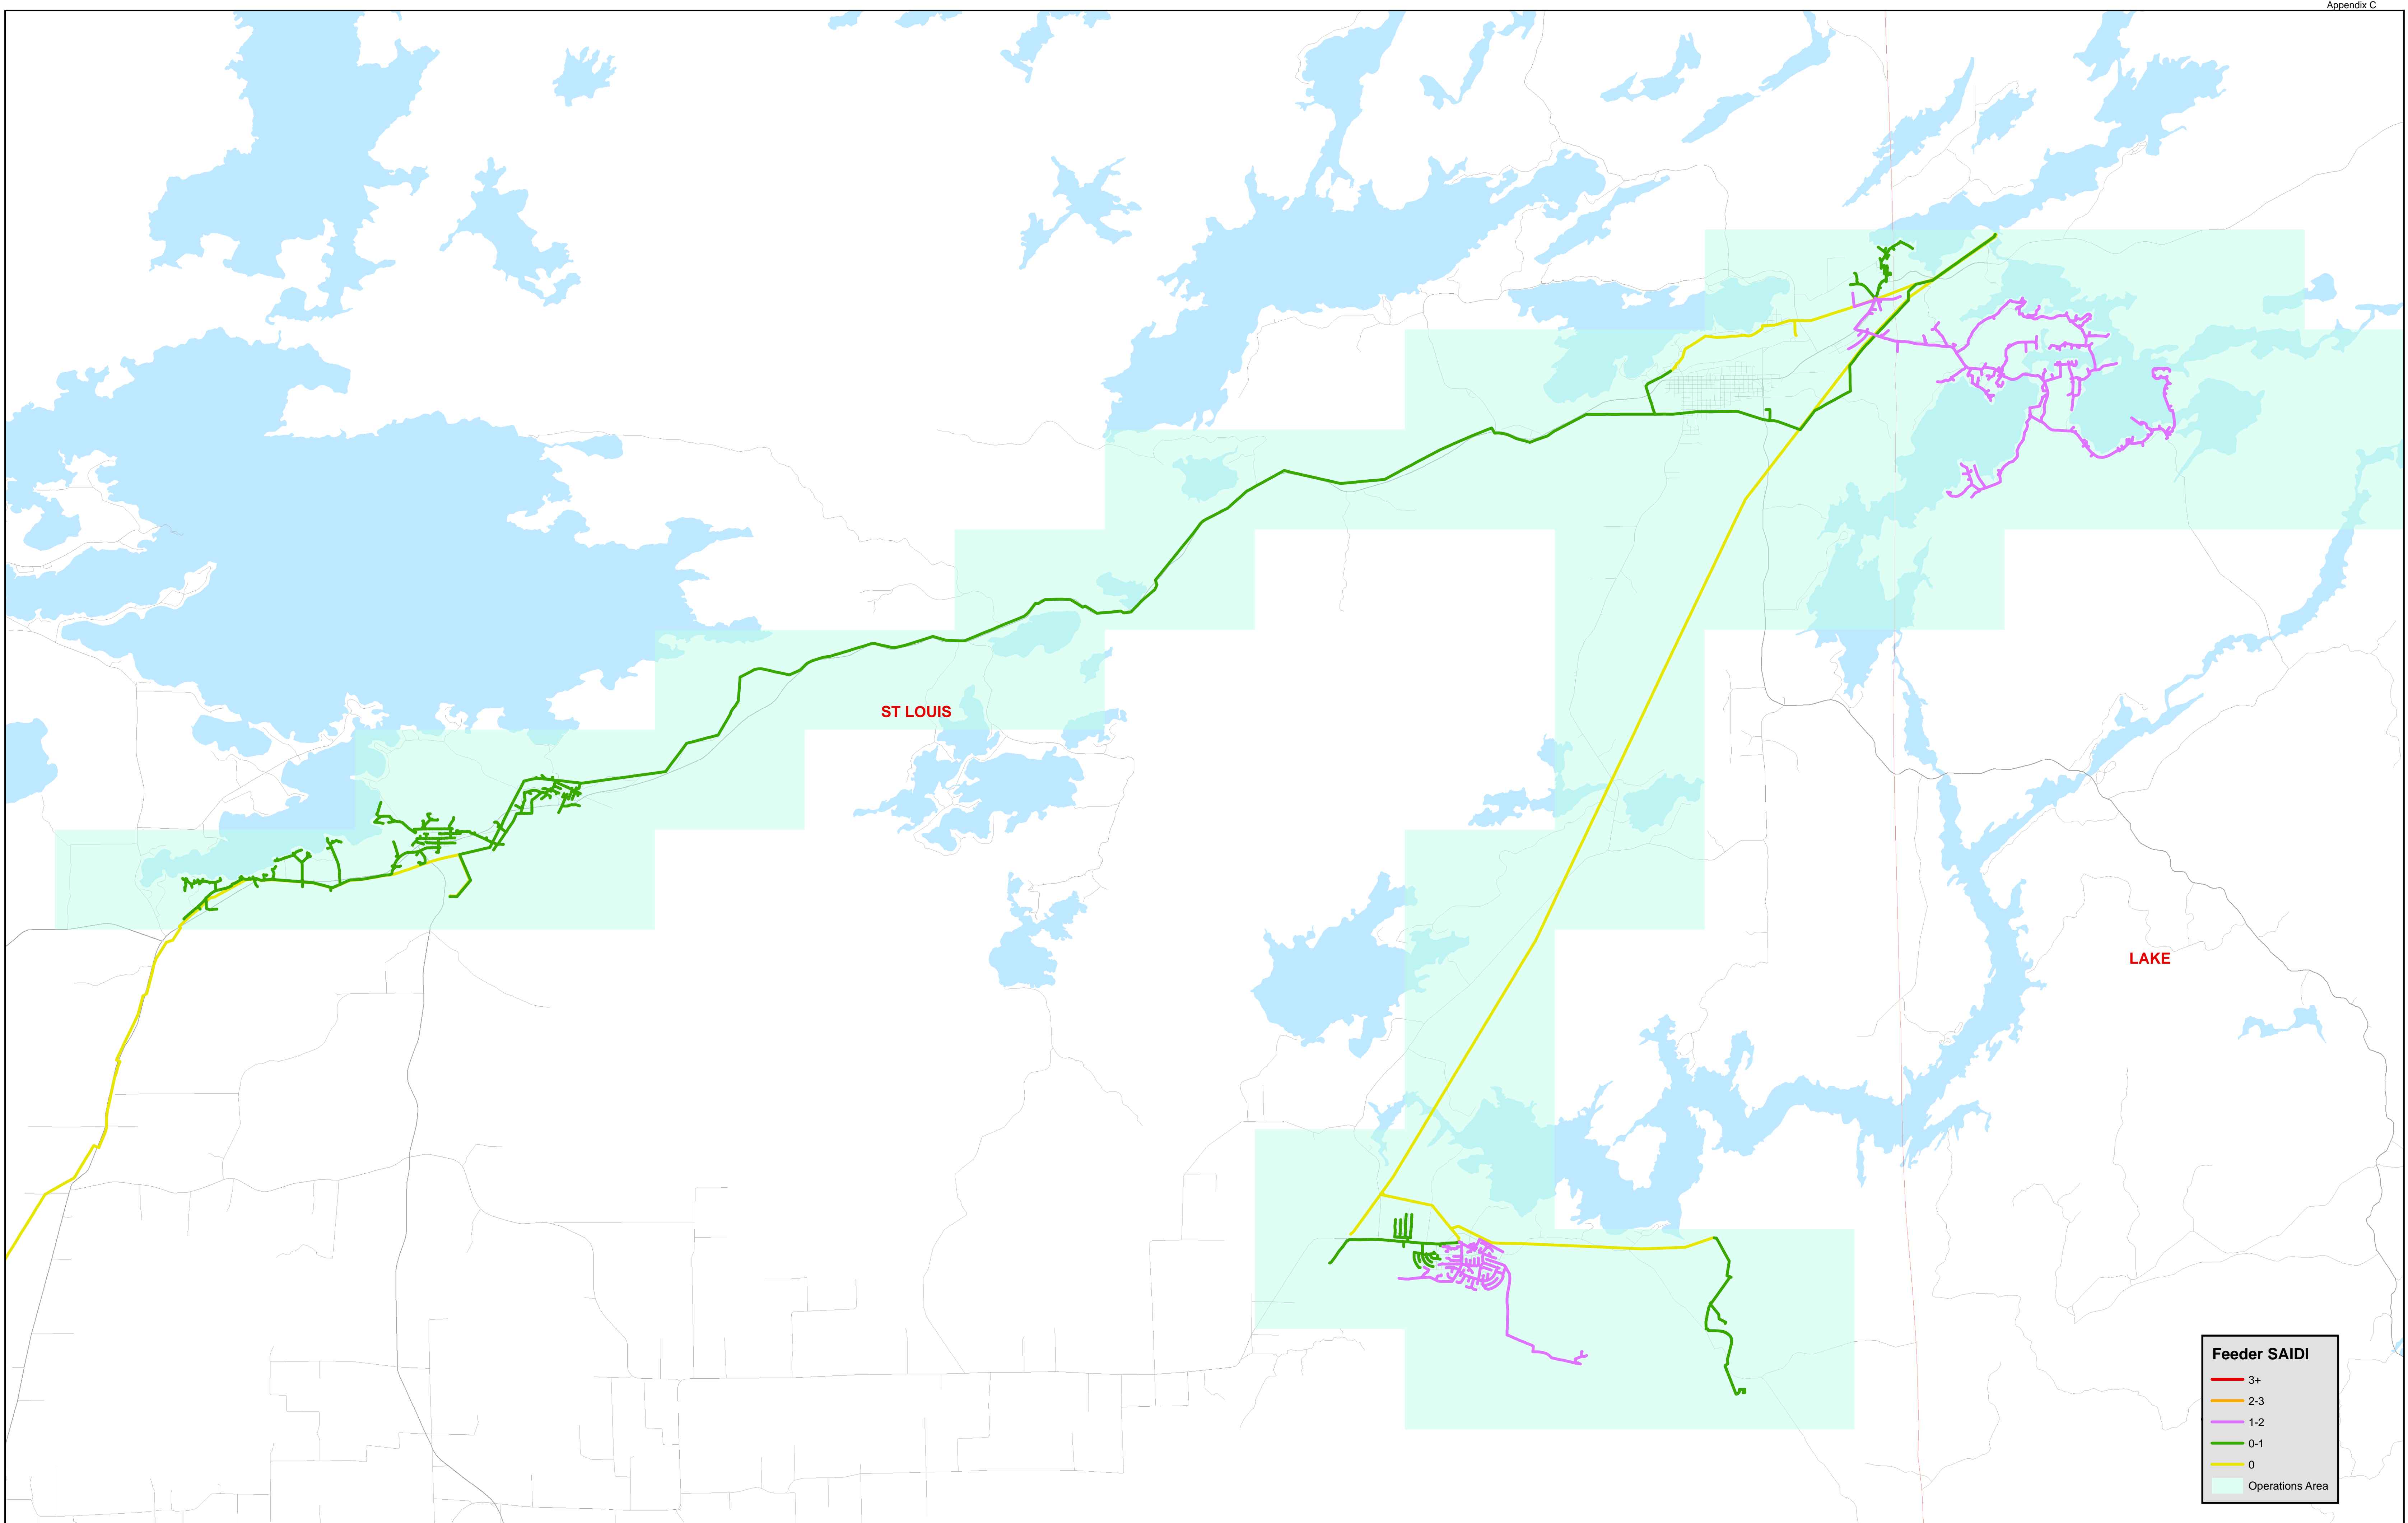 Appendix C
ST LOUIS
LAKE
Feeder SAIDI
3+
2-3
1-2
0-1
0
Operations Area